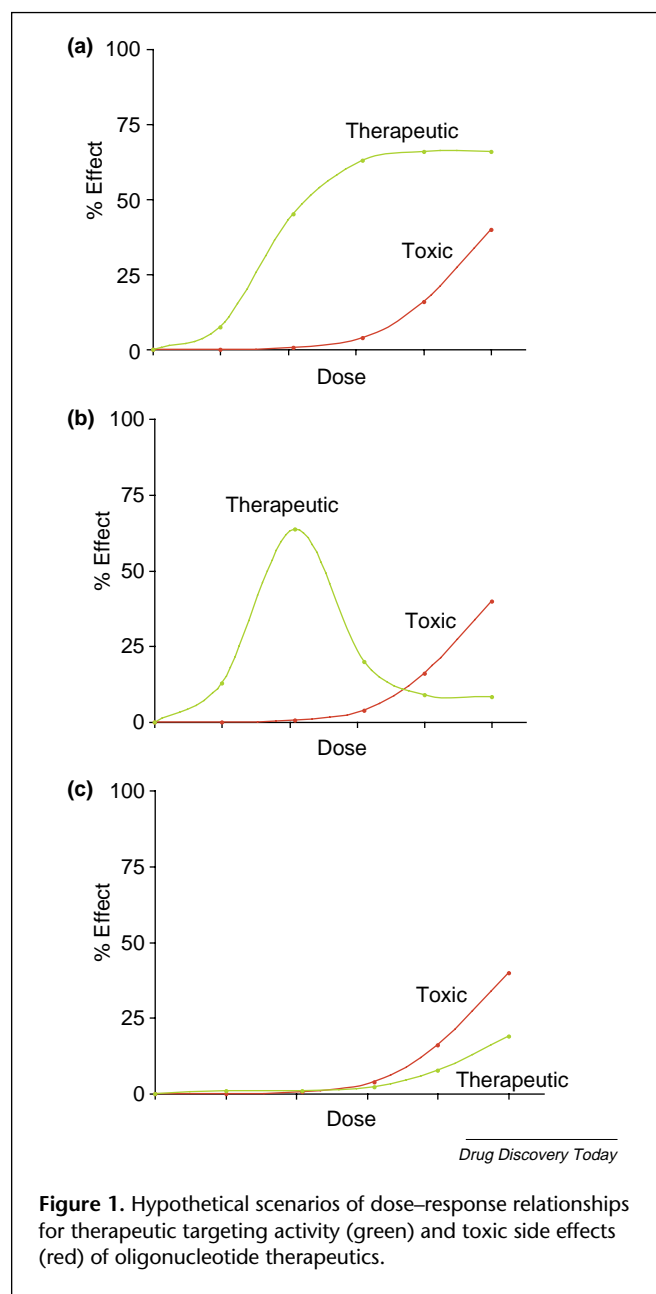 (a)
100
75
50
25
0
% Effect
Therapeutic
Toxic
Dose
(b)
100
75
50
25
0
% Effect
Therapeutic
Toxic
Dose
(c)
100
75
50
25
0
% Effect
Toxic
Therapeutic
Dose
Drug Discovery Today
Figure 1. Hypothetical scenarios of dose–response relationships
for therapeutic targeting activity (green) and toxic side effects
(red) of oligonucleotide therapeutics.